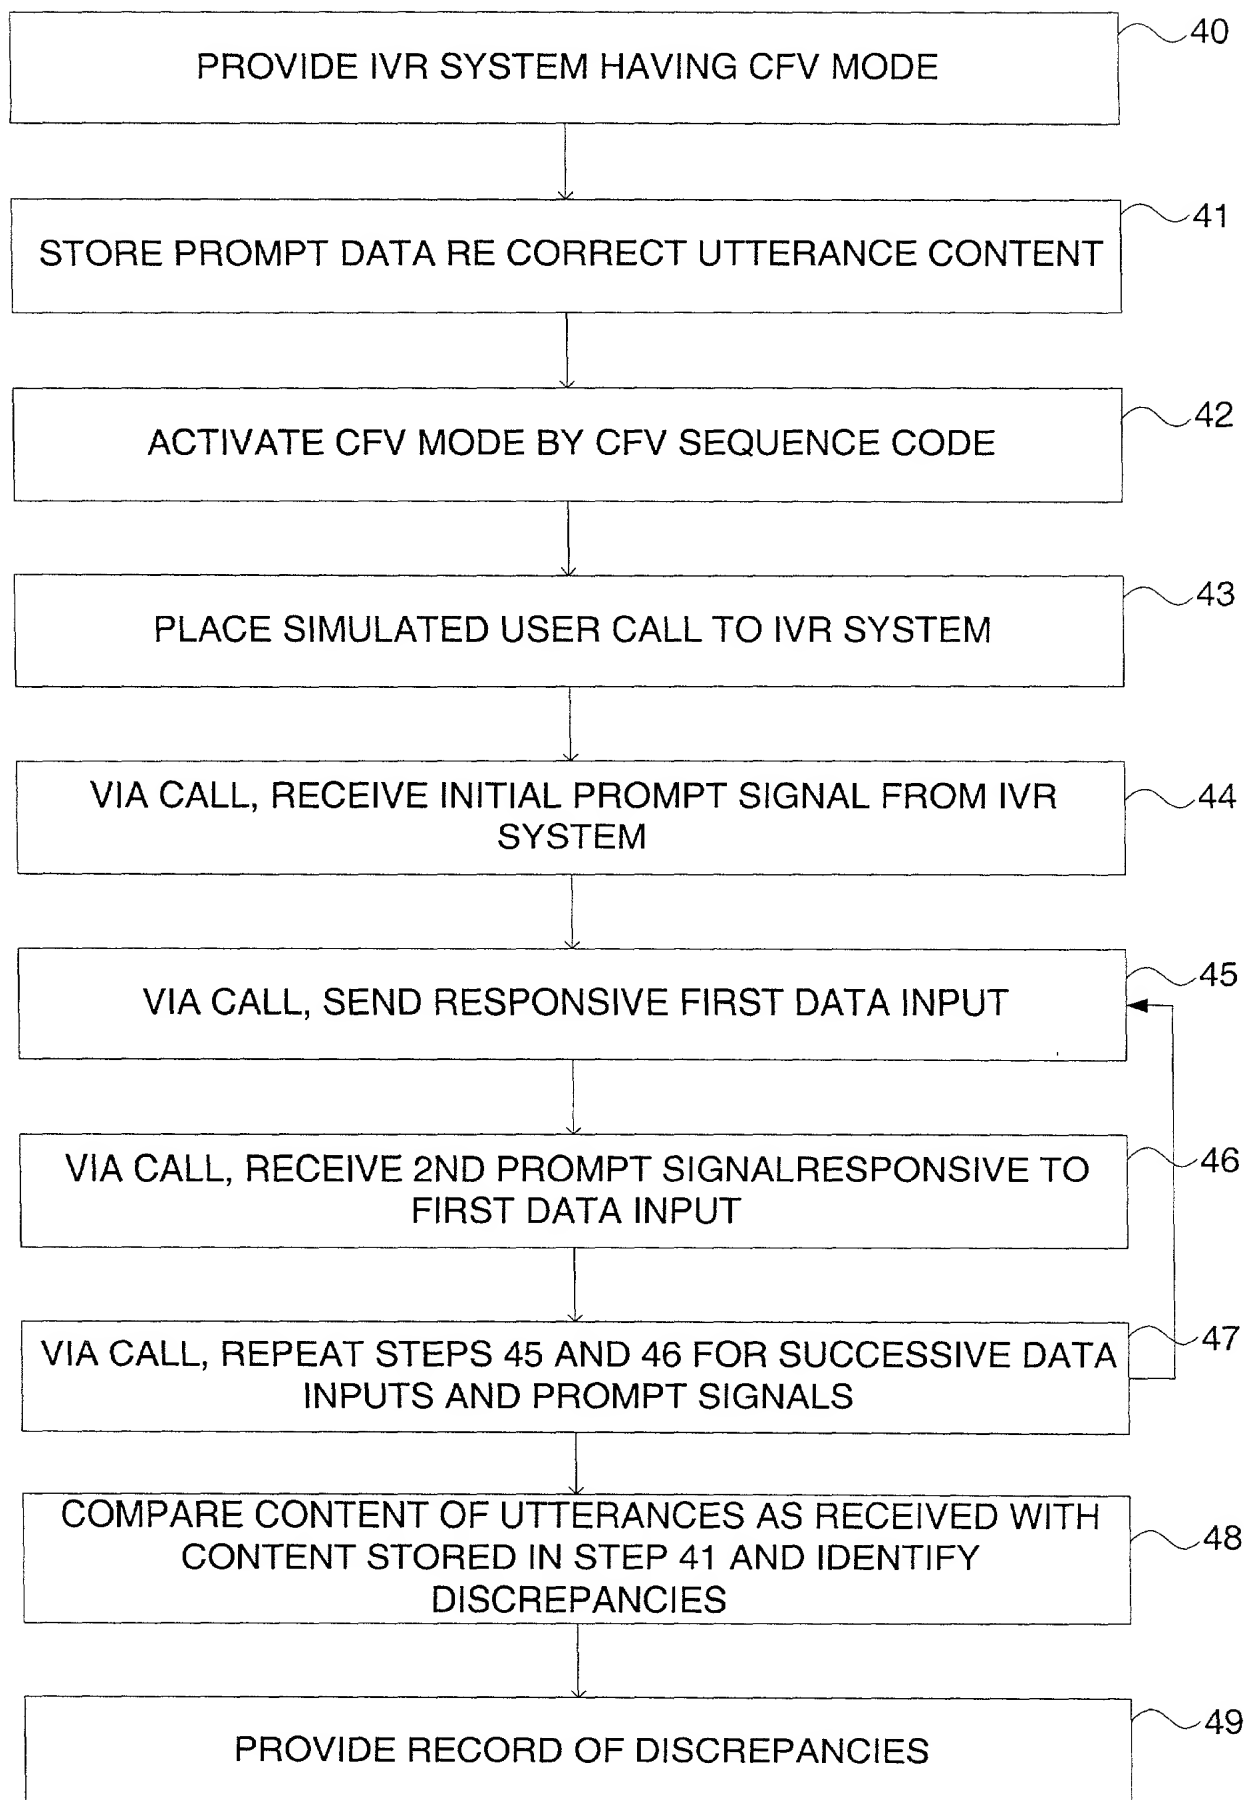 40
PROVIDE IVR SYSTEM HAVING CFV MODE
41
STORE PROMPT DATA RE CORRECT UTTERANCE CONTENT
42
ACTIVATE CFV MODE BY CFV SEQUENCE CODE
43
PLACE SIMULATED USER CALL TO IVR SYSTEM
44
VIA CALL, RECEIVE INITIAL PROMPT SIGNAL FROM IVR
SYSTEM
45
VIA CALL, SEND RESPONSIVE FIRST DATA INPUT
46
VIA CALL, RECEIVE 2ND PROMPT SIGNALRESPONSIVE TO
FIRST DATA INPUT
47
VIA CALL, REPEAT STEPS 45 AND 46 FOR SUCCESSIVE DATA
INPUTS AND PROMPT SIGNALS
48
COMPARE CONTENT OF UTTERANCES AS RECEIVED WITH
CONTENT STORED IN STEP 41 AND IDENTIFY
DISCREPANCIES
49
PROVIDE RECORD OF DISCREPANCIES